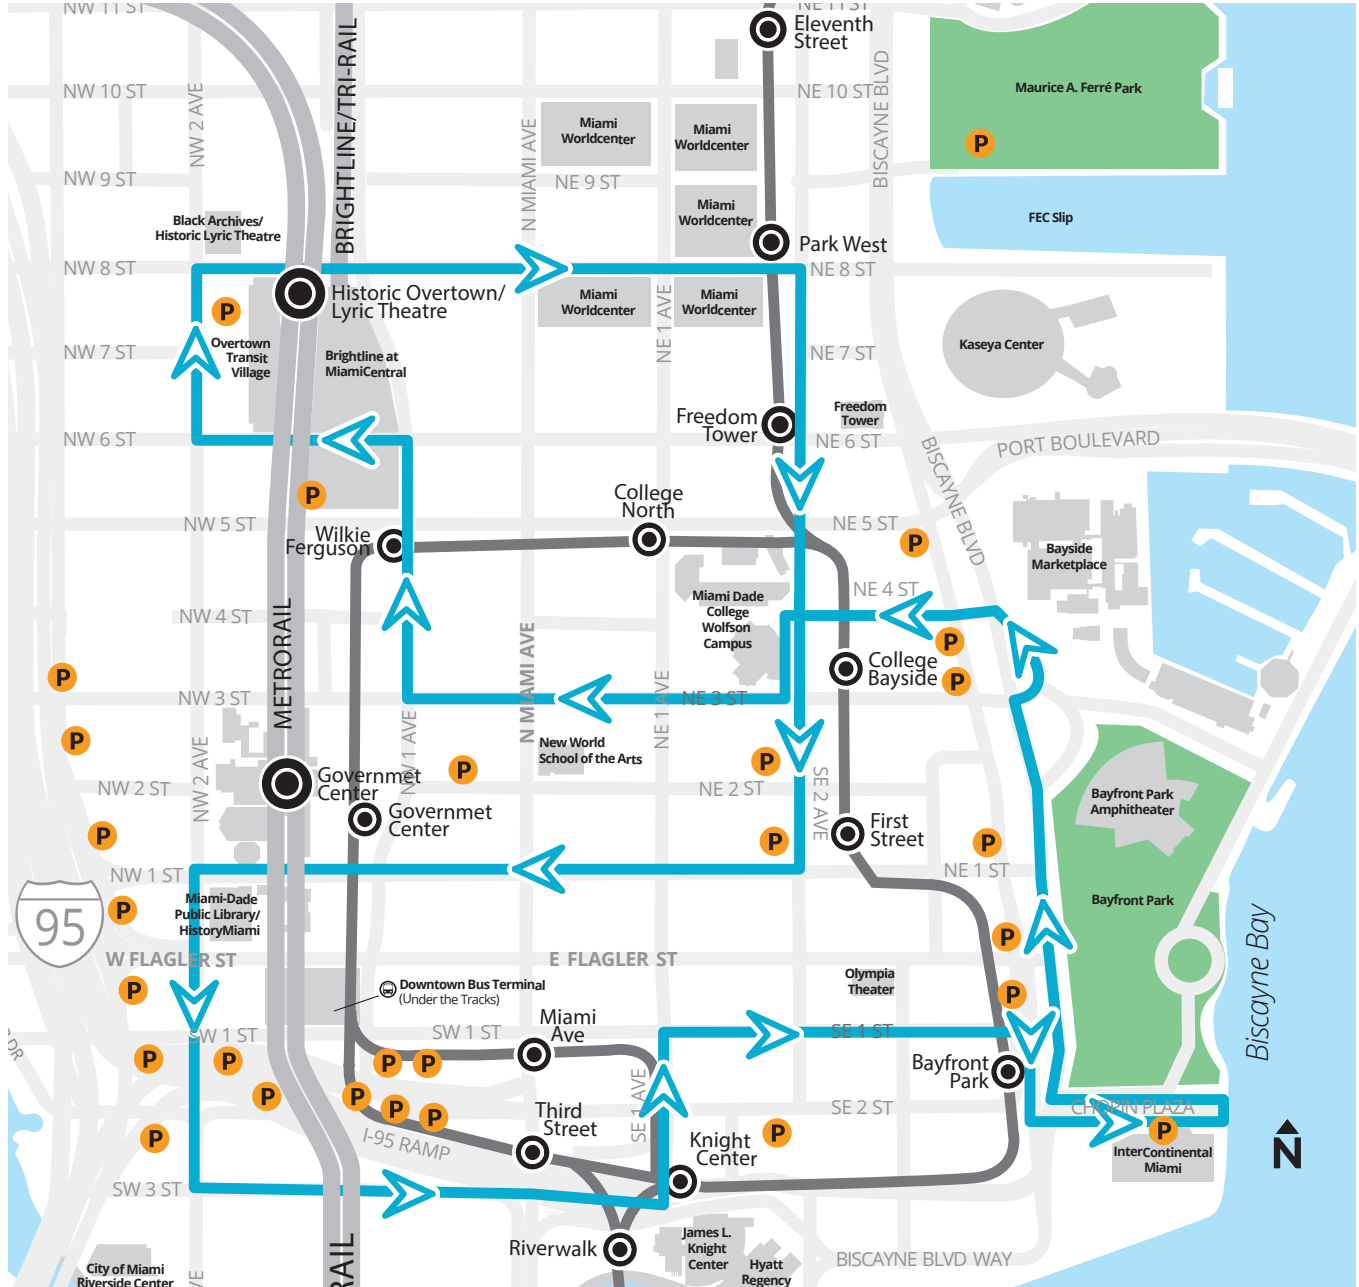 NW 11 ST
NE 11 ST
Eleventh
Street
BISCAYNE BLVD
Maurice A. Ferré Park
P
NW 10 ST
NE 10 ST
NW 2 AVE
BRIGHTLINE/TRI-RAIL
N MIAMI AVE
Miami
Worldcenter
Miami
Worldcenter
NW 9 ST
NE 9 ST
Miami
Worldcenter
Black Archives/
Historic Lyric Theatre
FEC Slip
Park West
NW 8 ST
NE 8 ST
Historic Overtown/
Lyric Theatre
Miami
Worldcenter
Miami
Worldcenter
NE 1 AVE
P
Overtown
Transit
Village
Brightline at
MiamiCentral
NW 7 ST
NE 7 ST
Kaseya Center
Freedom
Tower
Freedom
Tower
NW 6 ST
NE 6 ST
BISCAYNE BLVD
PORT BOULEVARD
P
College
North
NW 5 ST
NE 5 ST
Wilkie
Ferguson
P
Bayside
Marketplace
NE 4 ST
Miami Dade
College
Wolfson
Campus
NW 4 ST
METRORAIL
N MIAMI AVE
P
College
Bayside
P
P
NW 3 ST
NE 3 ST
NE 1 AVE
NW 1 AVE
NW 2 AVE
P
New World
School of the Arts
P
P
SE 2 AVE
Governmet
Center
NW 2 ST
NE 2 ST
Bayfront Park
Amphitheater
Governmet
Center
First
Street
P
P
P
NW 1 ST
NE 1 ST
Miami-Dade
Public Library/
HistoryMiami
95
P
Bayfront Park
P
W FLAGLER ST
E FLAGLER ST
Biscayne Bay
Olympia
Theater
P
P
Downtown Bus Terminal
(Under the Tracks)
SW 1 ST
SW 1 ST
Miami
Ave
SE 1 ST
DR
P
P
P
P
Bayfront
Park
P
P
P
P
SE 1 AVE
SE 2 ST
CHOPIN PLAZA
Third
Street
P
I-95 RAMP
Knight
Center
P
P
InterContinental
Miami
N
SW 3 ST
Riverwalk
James L.
Knight
Center
Hyatt
Regency
BISCAYNE BLVD WAY
City of Miami
Riverside Center
VE
RAIL